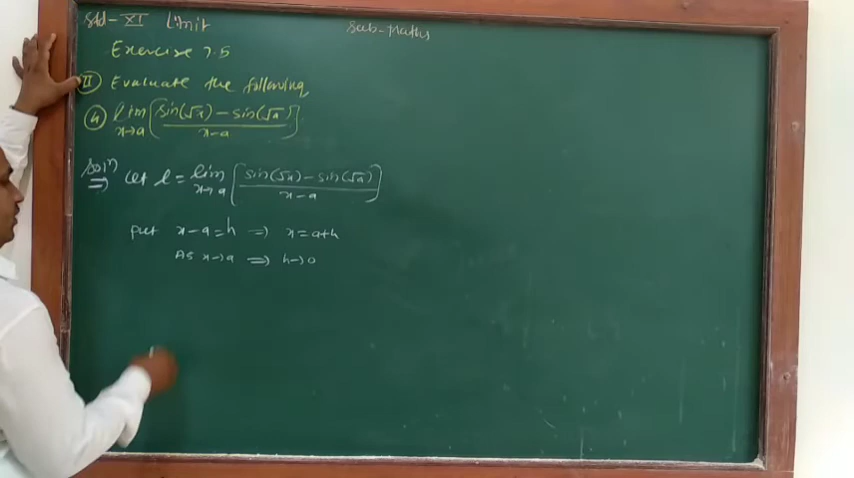 Std-XI Limit
Sub-Maths
Exercise 7.5
II Evaluate the following
4 lim x→a [sin(√x) – sin(√a) / x-a]
Solⁿ ⇒ Let l = lim x→a [sin(√x) – sin(√a) / x-a]
put x-a=h ⇒ x=a+h
As x→a ⇒ h→0